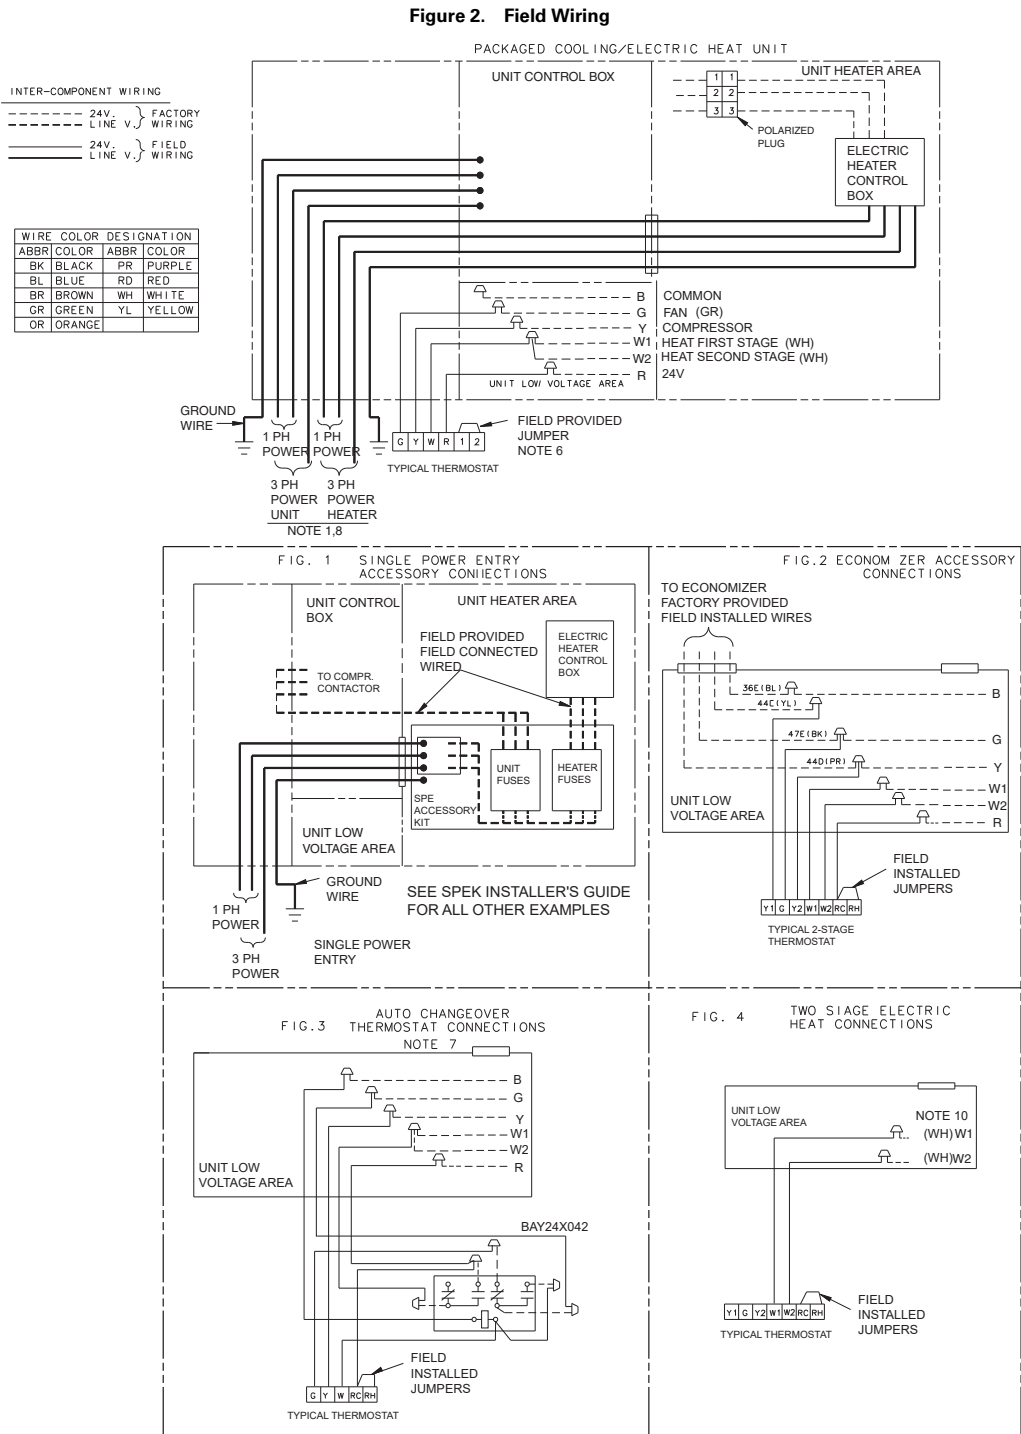 Figure 2. Field Wiring
PACKAGED COOLING/ELECTRIC HEAT UNIT
INTER-COMPONENT WIRING
24V.
LINE V.
FACTORY
WIRING
24V.
LINE V.
FIELD
WIRING
WIRE COLOR DESIGNATION
ABBR COLOR ABBR COLOR
BK BLACK PR PURPLE
BL BLUE RD RED
BR BROWN WH WHITE
GR GREEN YL YELLOW
OR ORANGE
UNIT CONTROL BOX
UNIT HEATER AREA
1 1
2 2
3 3
POLARIZED
PLUG
ELECTRIC
HEATER
CONTROL
BOX
B COMMON
G FAN (GR)
Y COMPRESSOR
W1 HEAT FIRST STAGE (WH)
W2 HEAT SECOND STAGE (WH)
R 24V
UNIT LOW VOLTAGE AREA
GROUND
WIRE
1 PH
POWER
1 PH
POWER
3 PH
POWER
UNIT
3 PH
POWER
HEATER
NOTE 1,8
G Y W R 1 2
TYPICAL THERMOSTAT
FIELD PROVIDED
JUMPER
NOTE 6
FIG. 1 SINGLE POWER ENTRY
ACCESSORY CONIIECTIONS
UNIT CONTROL
BOX
UNIT HEATER AREA
FIELD PROVIDED
FIELD CONNECTED
WIRED
ELECTRIC
HEATER
CONTROL
BOX
TO COMPR.
CONTACTOR
UNIT
FUSES
HEATER
FUSES
SPE
ACCESSORY
KIT
UNIT LOW
VOLTAGE AREA
GROUND
WIRE
1 PH
POWER
3 PH
POWER
SINGLE POWER
ENTRY
SEE SPEK INSTALLER'S GUIDE
FOR ALL OTHER EXAMPLES
FIG.2 ECONOM ZER ACCESSORY
CONNECTIONS
TO ECONOMIZER
FACTORY PROVIDED
FIELD INSTALLED WIRES
36E(BL)
B
44E(YL)
47E(BK)
G
44D(PR)
Y
W1
W2
R
UNIT LOW
VOLTAGE AREA
FIELD
INSTALLED
JUMPERS
Y1 G Y2 W1 W2 RC RH
TYPICAL 2-STAGE
THERMOSTAT
FIG.3 AUTO CHANGEOVER
THERMOSTAT CONNECTIONS
NOTE 7
B
G
Y
W1
W2
R
UNIT LOW
VOLTAGE AREA
BAY24X042
FIELD
INSTALLED
JUMPERS
G Y W RC RH
TYPICAL THERMOSTAT
FIG. 4 TWO SIAGE ELECTRIC
HEAT CONNECTIONS
UNIT LOW
VOLTAGE AREA
NOTE 10
(WH) W1
(WH)W2
FIELD
INSTALLED
JUMPERS
Y1 G Y2 W1 W2 RC RH
TYPICAL THERMOSTAT